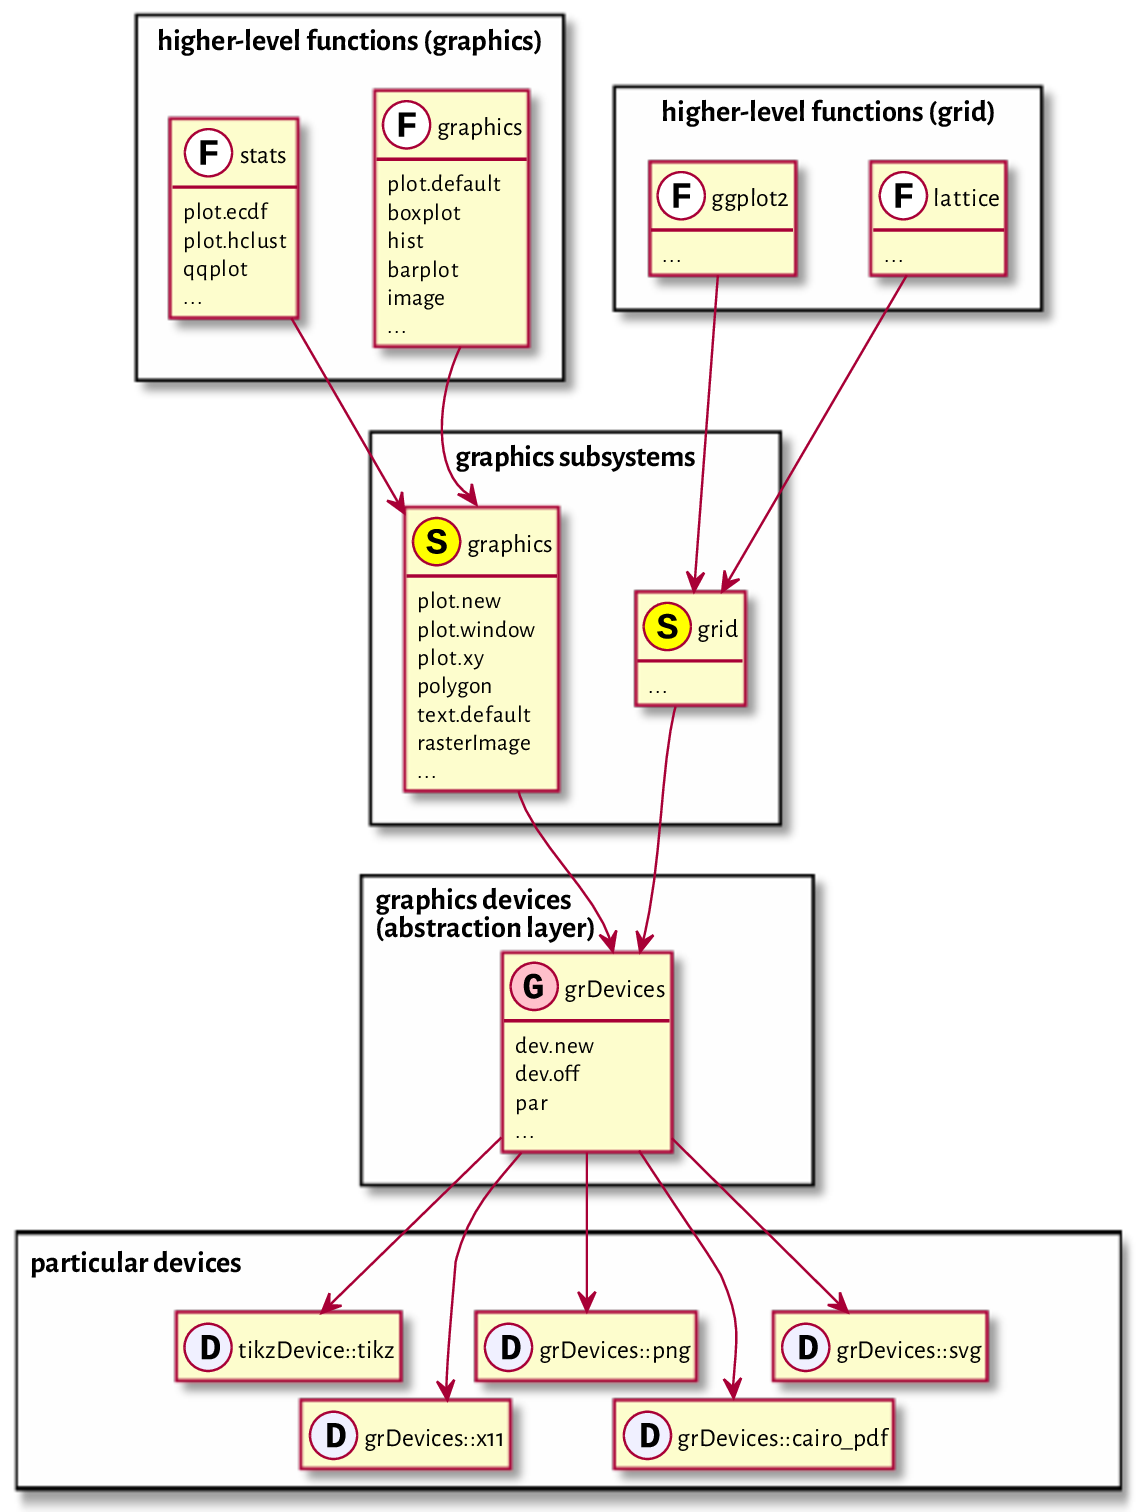 higher-level functions (graphics)
F stats
plot.ecdf
plot.hclust
qqplot
...
F graphics
plot.default
boxplot
hist
barplot
image
...
higher-level functions (grid)
F ggplot2
...
F lattice
...
graphics subsystems
S graphics
plot.new
plot.window
plot.xy
polygon
text.default
rasterImage
...
S grid
...
graphics devices
(abstraction layer)
G grDevices
dev.new
dev.off
par
...
particular devices
D tikzDevice::tikz
D grDevices::png
D grDevices::svg
D grDevices::x11
D grDevices::cairo_pdf